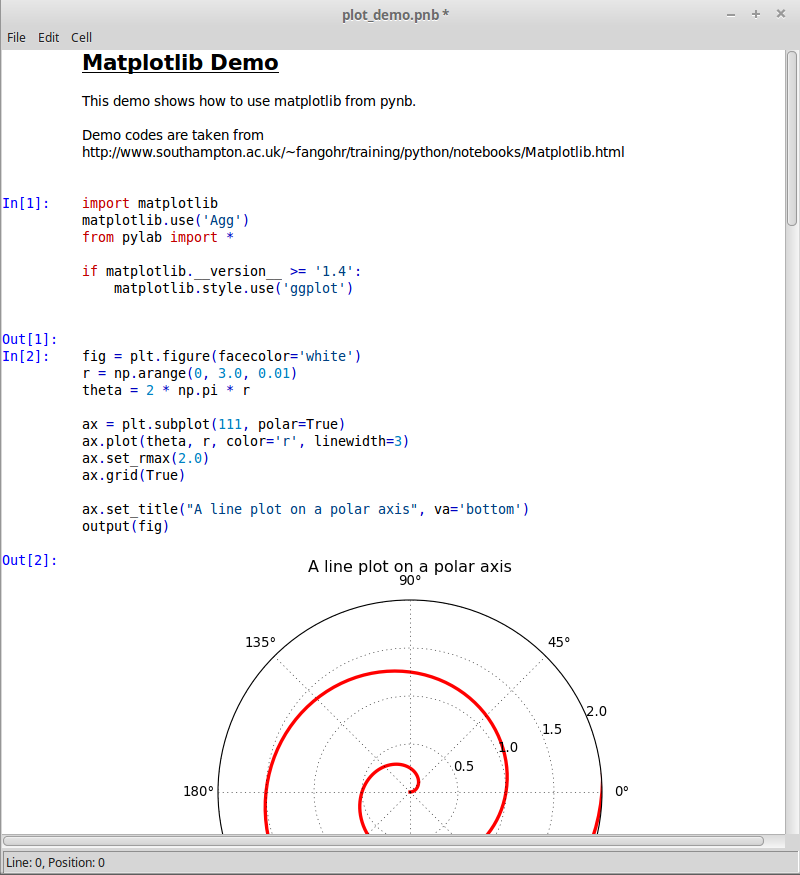 plot_demo.pnb *
File Edit Cell
Matplotlib Demo
This demo shows how to use matplotlib from pynb.
Demo codes are taken from
http://www.southampton.ac.uk/~fangohr/training/python/notebooks/Matplotlib.html
In[1]: import matplotlib
matplotlib.use('Agg')
from pylab import *
if matplotlib.__version__ >= '1.4':
    matplotlib.style.use('ggplot')
Out[1]:
In[2]: fig = plt.figure(facecolor='white')
r = np.arange(0, 3.0, 0.01)
theta = 2 * np.pi * r
ax = plt.subplot(111, polar=True)
ax.plot(theta, r, color='r', linewidth=3)
ax.set_rmax(2.0)
ax.grid(True)
ax.set_title("A line plot on a polar axis", va='bottom')
output(fig)
Out[2]:
A line plot on a polar axis
90°
135° 45°
2.0
1.5
1.0
0.5
180° 0°
Line: 0, Position: 0